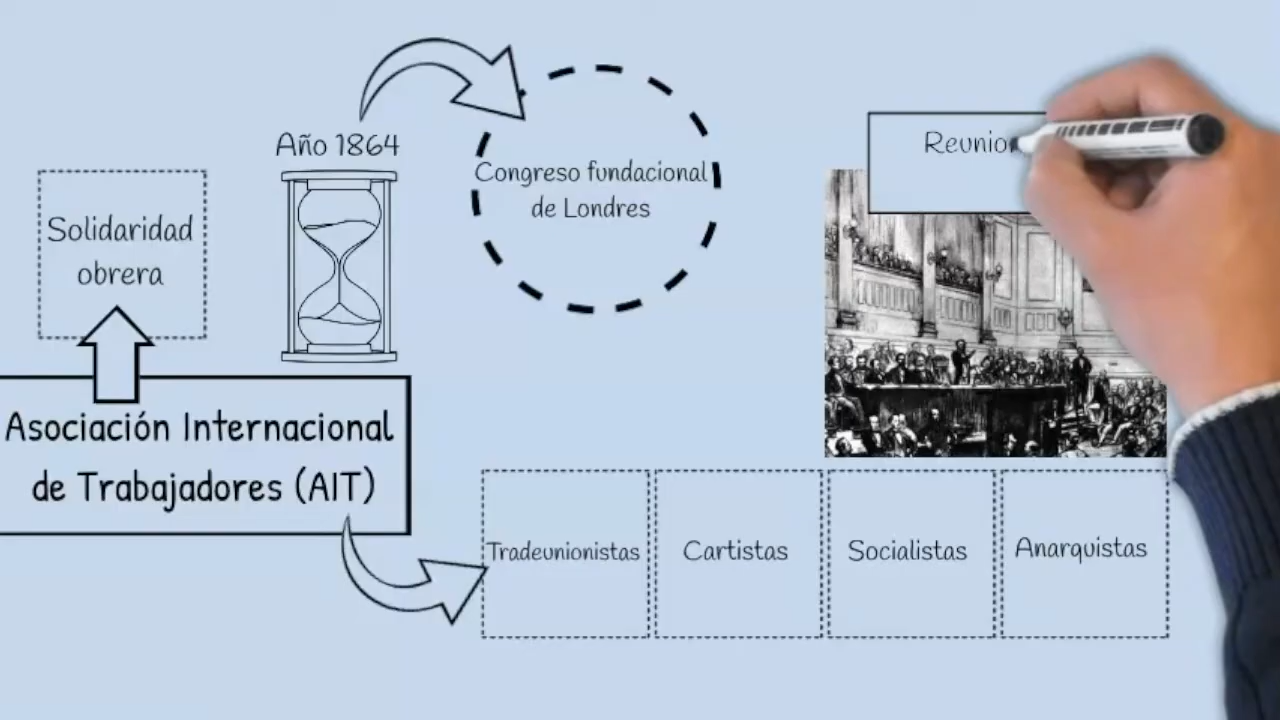 Año 1864
Congreso fundacional
de Londres
Solidaridad
obrera
Asociación Internacional
de Trabajadores (AIT)
Tradeunionistas
Cartistas
Socialistas
Anarquistas